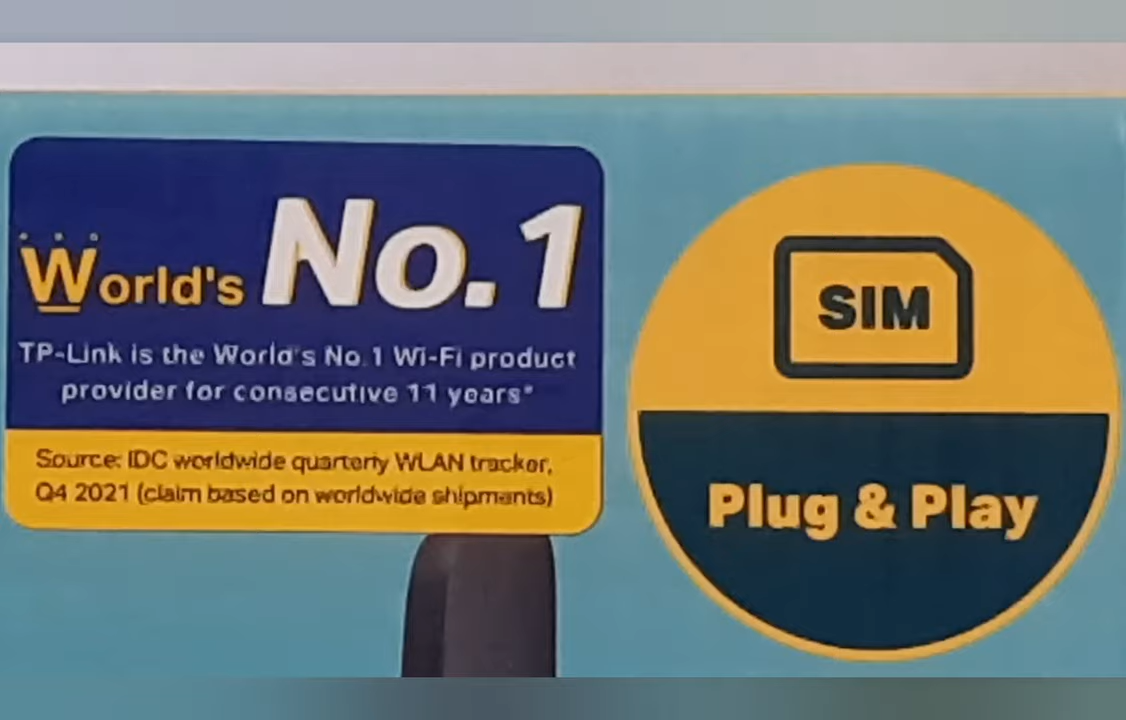 World's No.1
TP-Link is the World's No.1 Wi-Fi product
provider for consecutive 11 years*
Source: IDC worldwide quarterly WLAN tracker,
Q4 2021 (claim based on worldwide shipments)
SIM
Plug & Play